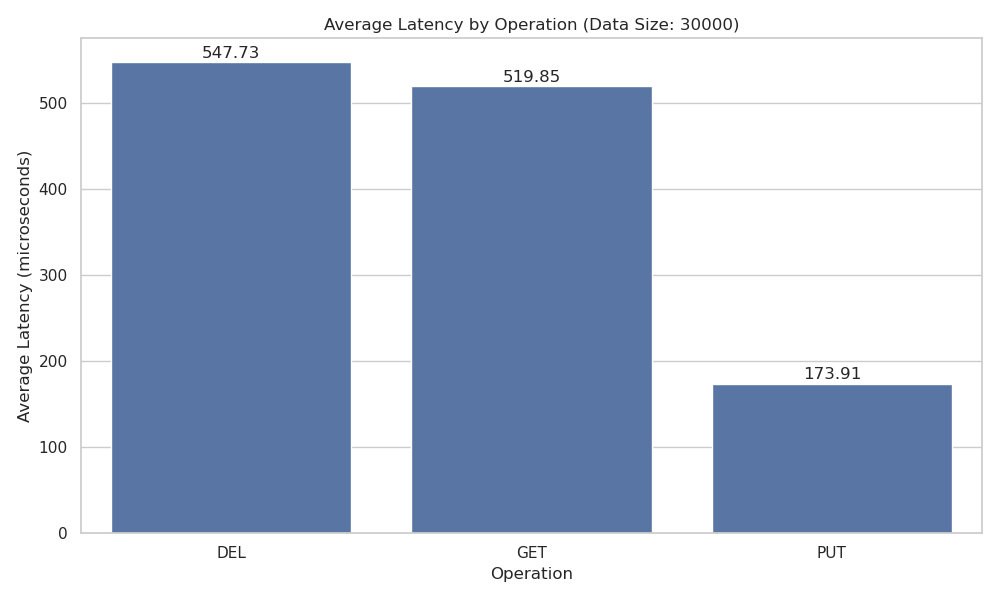 Average Latency by Operation (Data Size: 30000)
Average Latency (microseconds)
500
400
300
200
100
0
547.73
519.85
173.91
DEL
GET
PUT
Operation